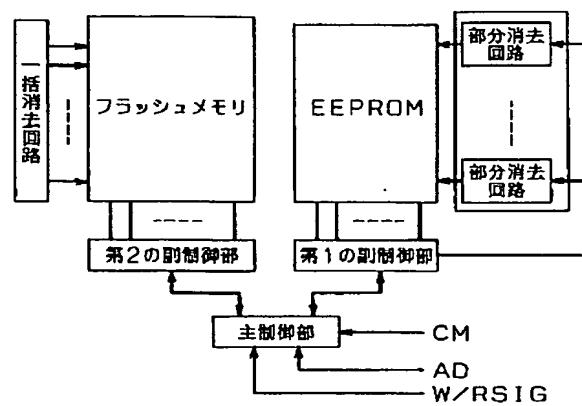 一括消去回路
フラッシュメモリ
EEPROM
部分消去
回路
部分消去
回路
第2の副制御部
第1の副制御部
主制御部
CM
AD
W/RSIG